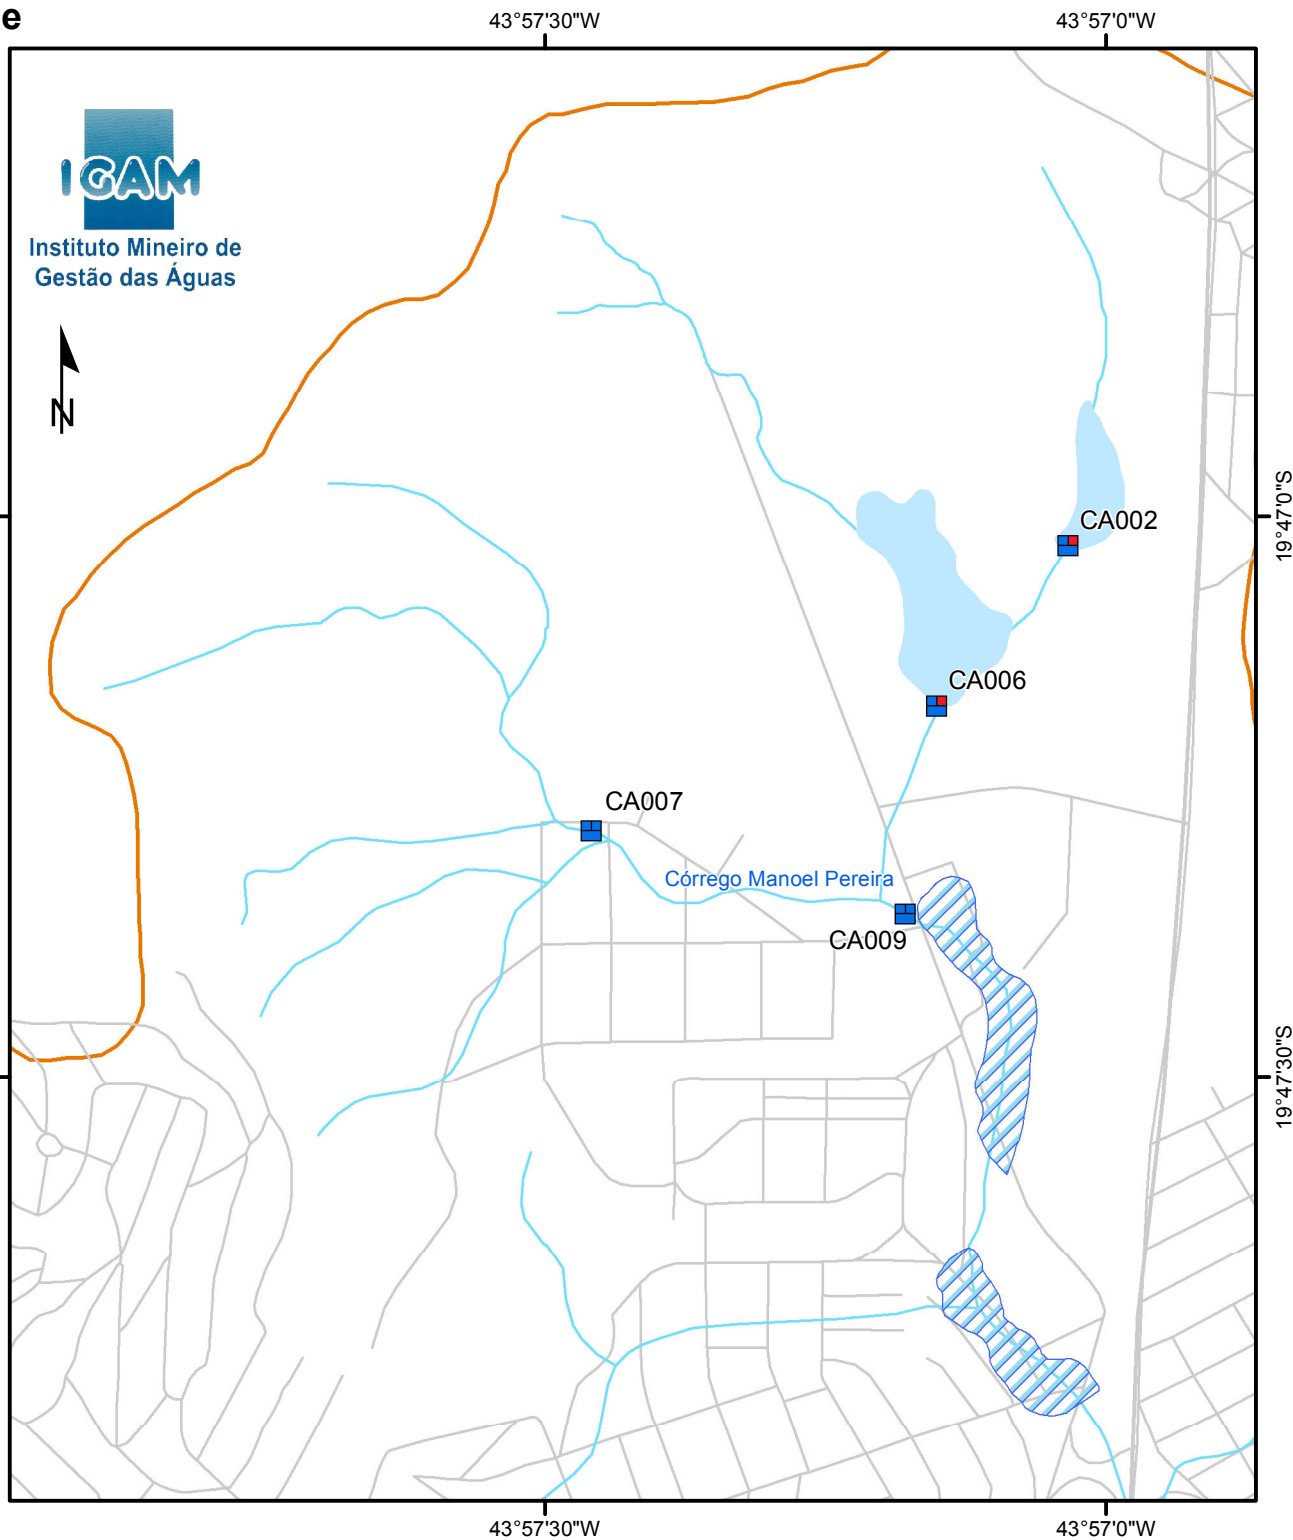 e
43°57'30"W
43°57'0"W
IGAM
Instituto Mineiro de
Gestão das Águas
N
CA002
19°47'0"S
CA006
CA007
Córrego Manoel Pereira
CA009
19°47'30"S
43°57'30"W
43°57'0"W